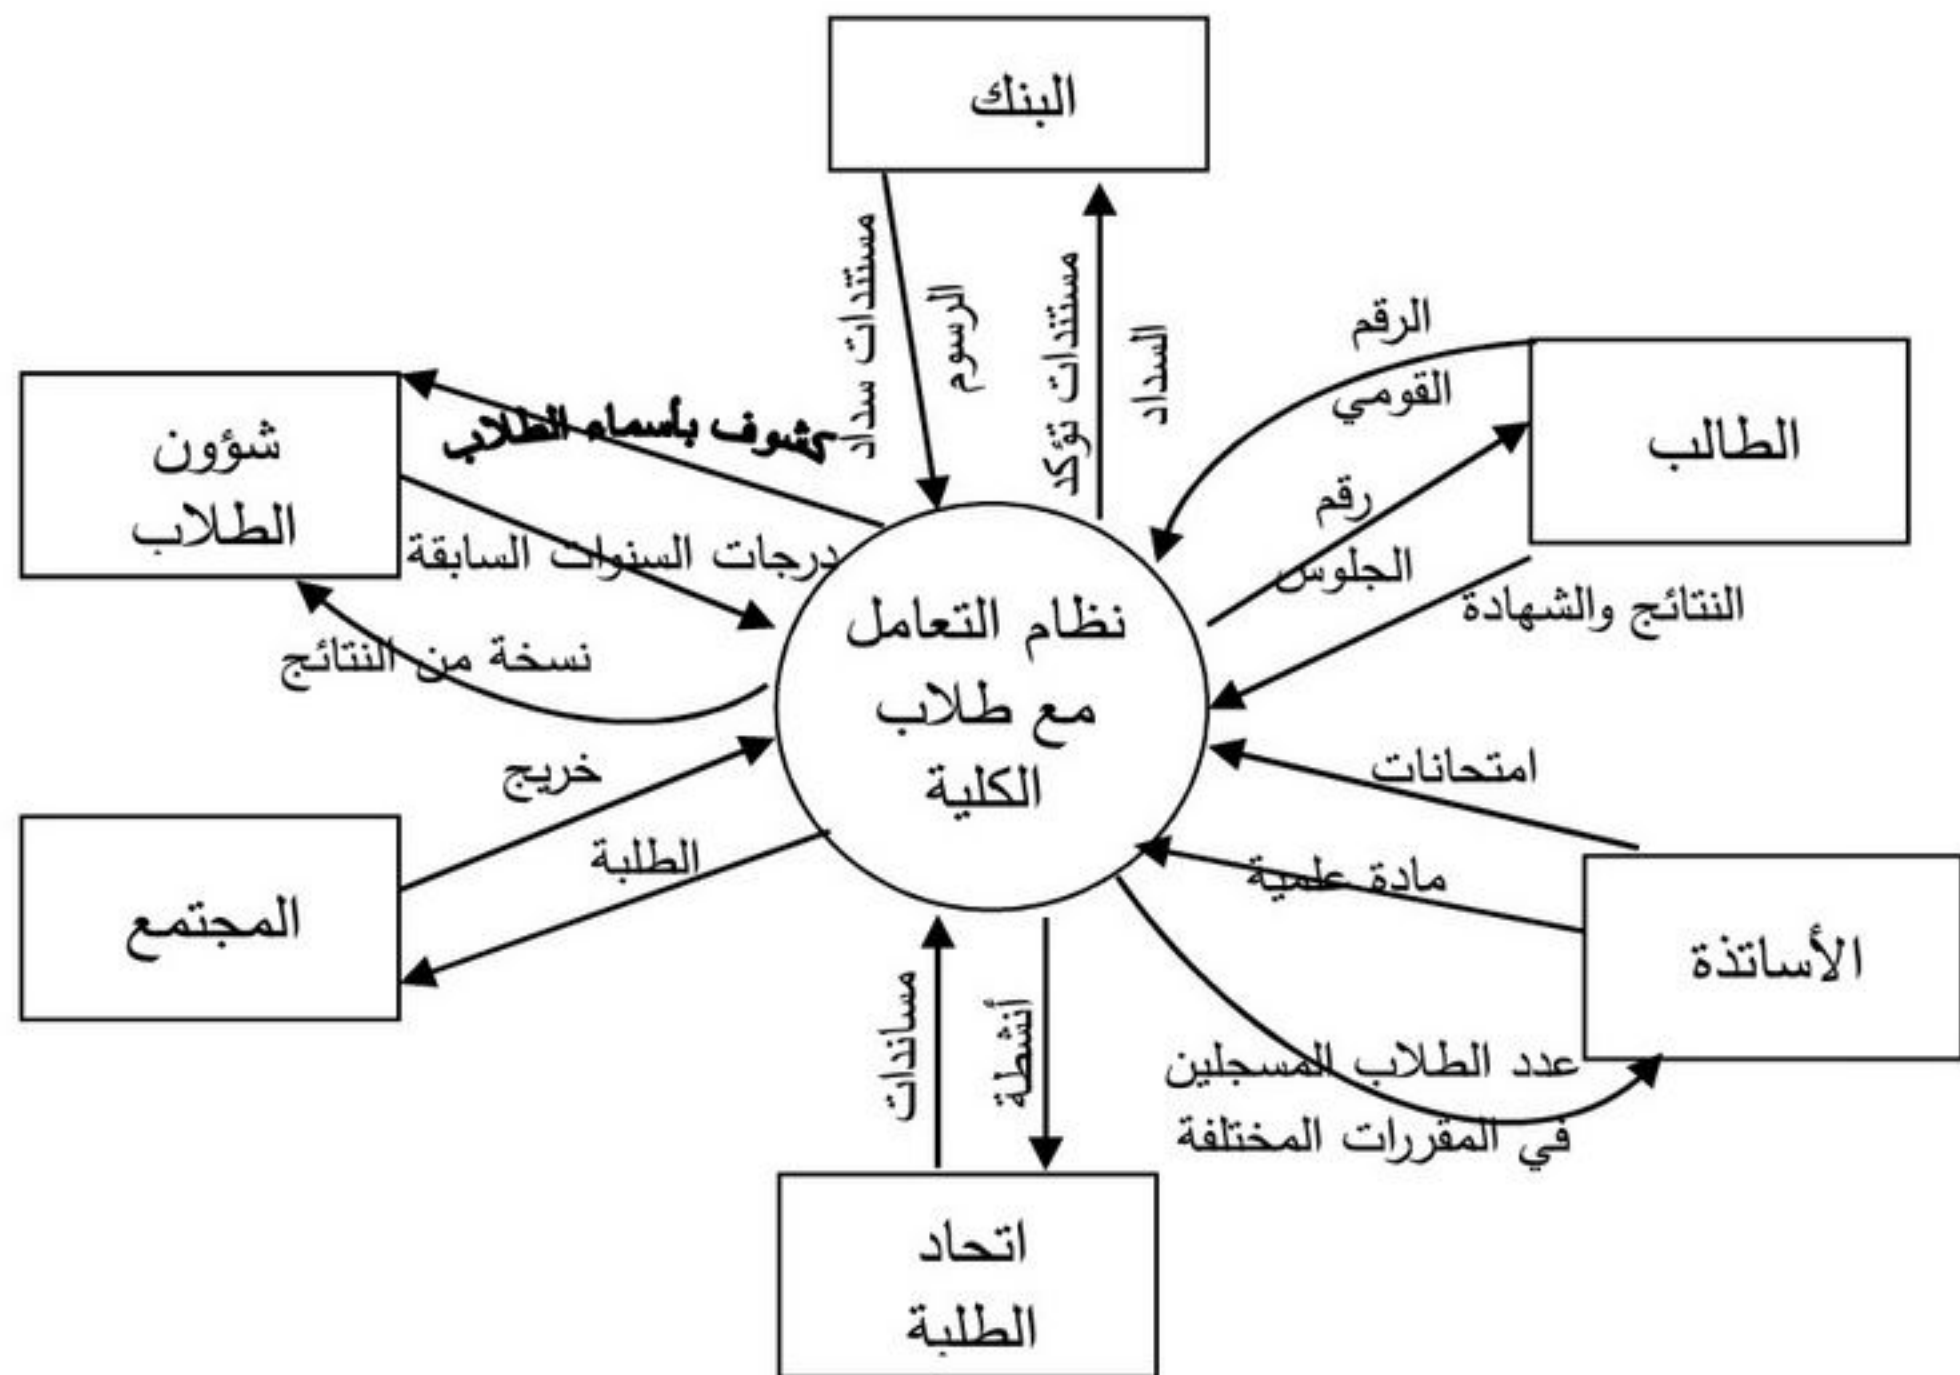 البنك
مستندات سداد
الرسوم
مستندات تؤكد
السداد
الرقم
القومي
الطالب
رقم
الجلوس
النتائج والشهادة
شؤون
الطلاب
كشوف بأسماء الطلاب
درجات السنوات السابقة
نسخة من النتائج
نظام التعامل
مع طلاب
الكلية
خريج
الطلبة
المجتمع
امتحانات
مادة علمية
الأساتذة
عدد الطلاب المسجلين
في المقررات المختلفة
مساندات
أنشطة
اتحاد
الطلبة